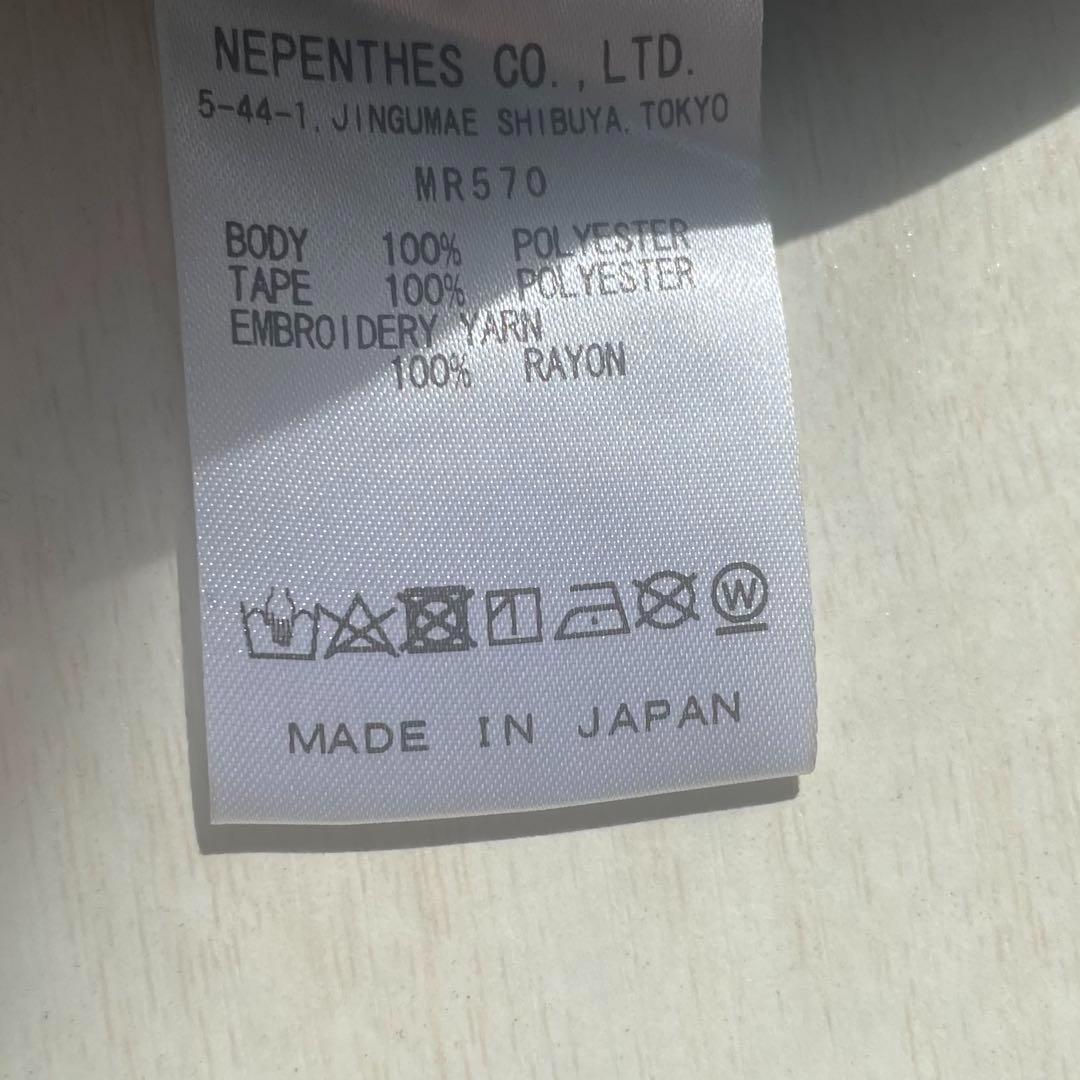 NEPENTHES CO., LTD.
5-44-1, JINGUMAE SHIBUYA, TOKYO
MR570
BODY 100% POLYESTER
TAPE 100% POLYESTER
EMBROIDERY YARN
100% RAYON
W
MADE IN JAPAN